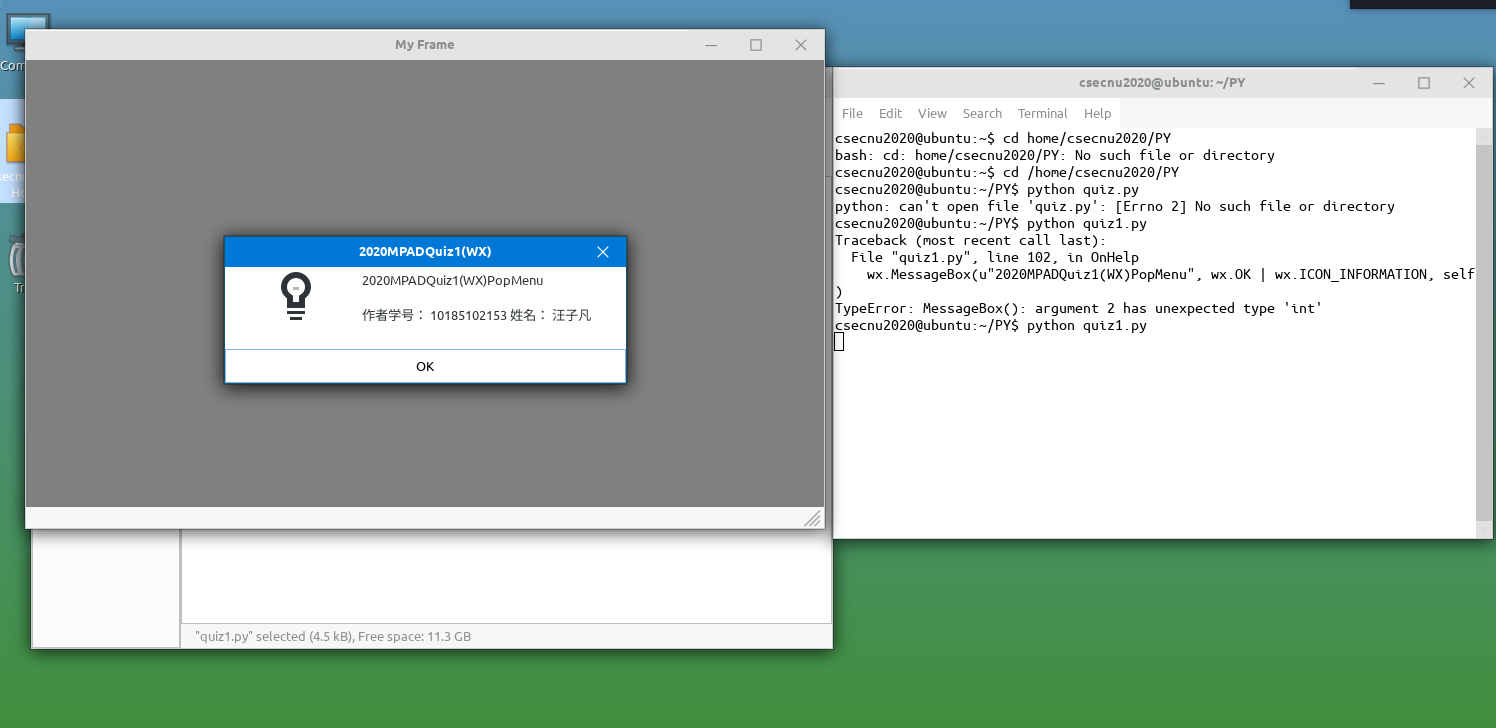 My Frame
2020MPADQuiz1(WX)
2020MPADQuiz1(WX)PopMenu
作者学号： 10185102153 姓名： 汪子凡
OK
"quiz1.py" selected (4.5 kB), Free space: 11.3 GB
csecnu2020@ubuntu: ~/PY
File Edit View Search Terminal Help
csecnu2020@ubuntu:~$ cd home/csecnu2020/PY
bash: cd: home/csecnu2020/PY: No such file or directory
csecnu2020@ubuntu:~$ cd /home/csecnu2020/PY
csecnu2020@ubuntu:~/PY$ python quiz.py
python: can't open file 'quiz.py': [Errno 2] No such file or directory
csecnu2020@ubuntu:~/PY$ python quiz1.py
Traceback (most recent call last):
  File "quiz1.py", line 102, in OnHelp
    wx.MessageBox(u"2020MPADQuiz1(WX)PopMenu", wx.OK | wx.ICON_INFORMATION, self
)
TypeError: MessageBox(): argument 2 has unexpected type 'int'
csecnu2020@ubuntu:~/PY$ python quiz1.py